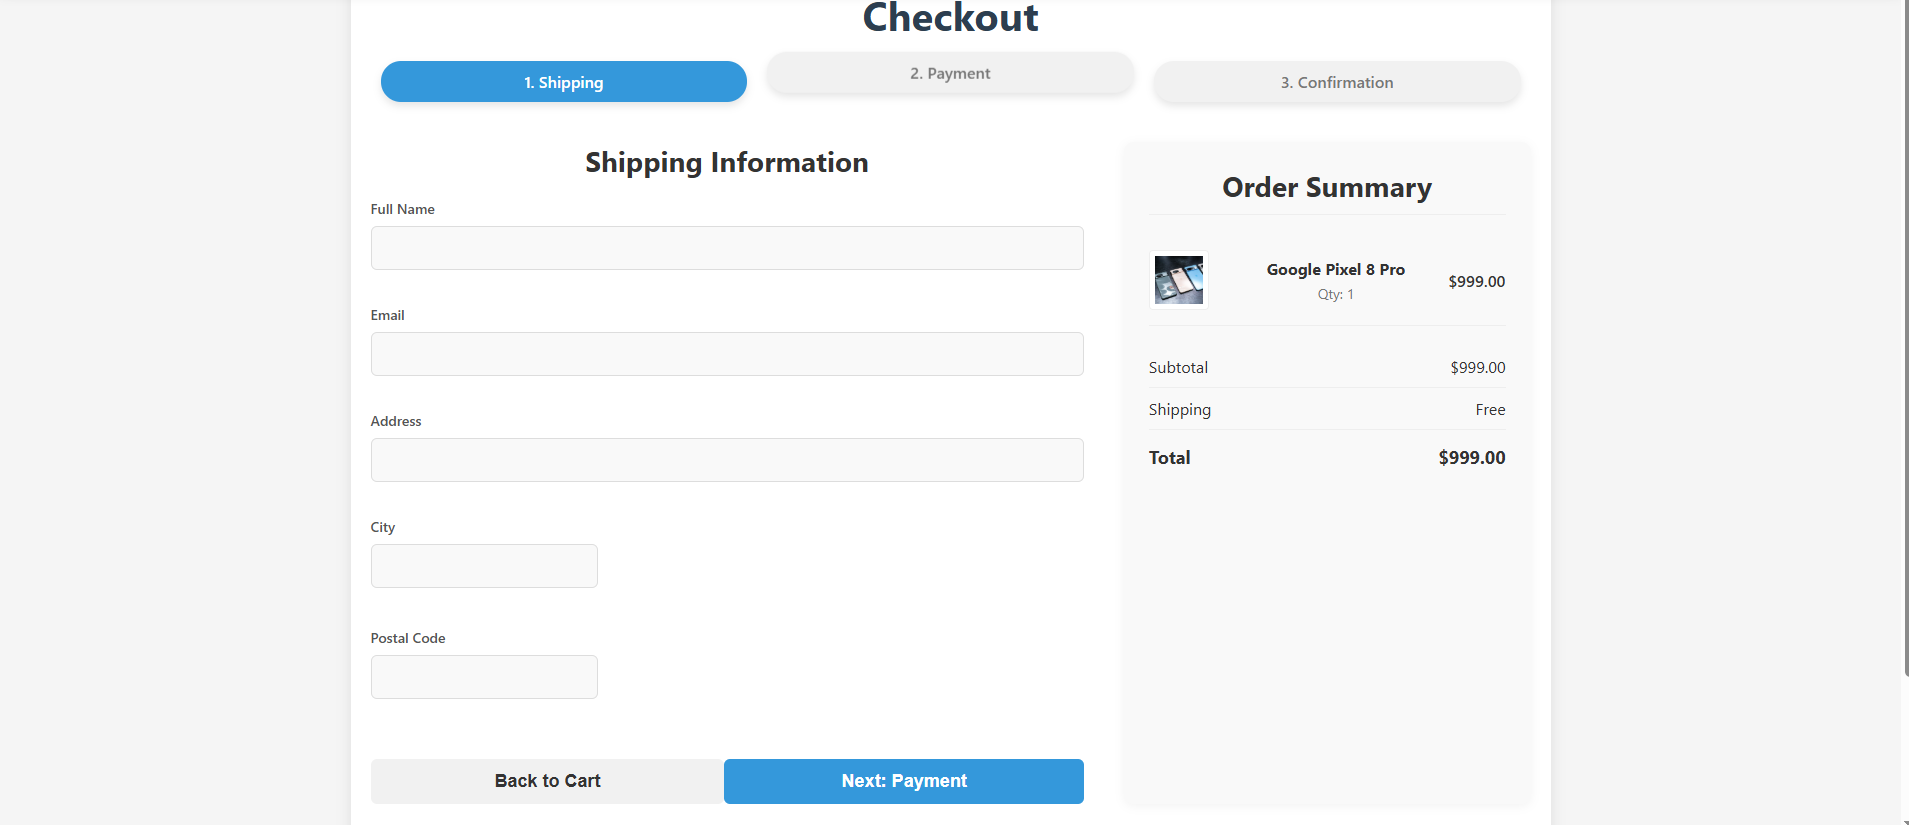 Checkout
1. Shipping
2. Payment
3. Confirmation
Shipping Information
Full Name
Email
Address
City
Postal Code
Back to Cart
Next: Payment
Order Summary
Google Pixel 8 Pro
Qty: 1
$999.00
Subtotal $999.00
Shipping Free
Total $999.00